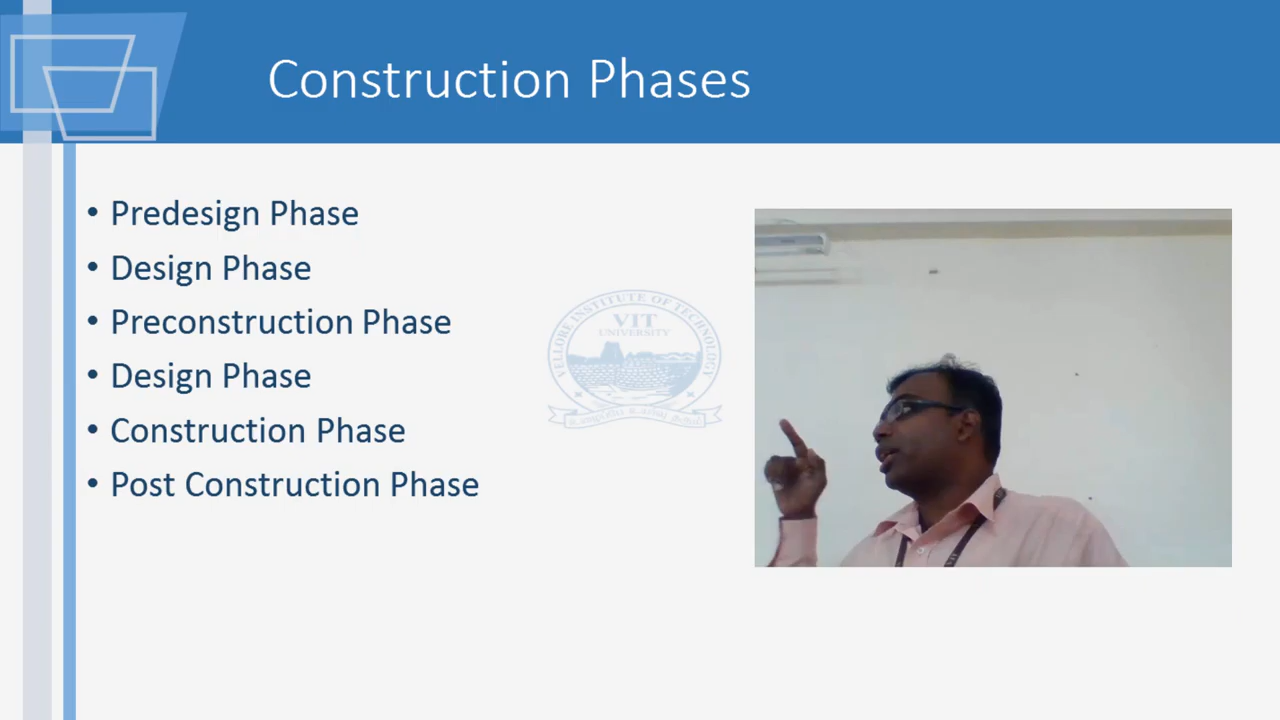 Construction Phases
• Predesign Phase
• Design Phase
• Preconstruction Phase
• Design Phase
• Construction Phase
• Post Construction Phase
VELLORE INSTITUTE OF TECHNOLOGY
VIT
UNIVERSITY